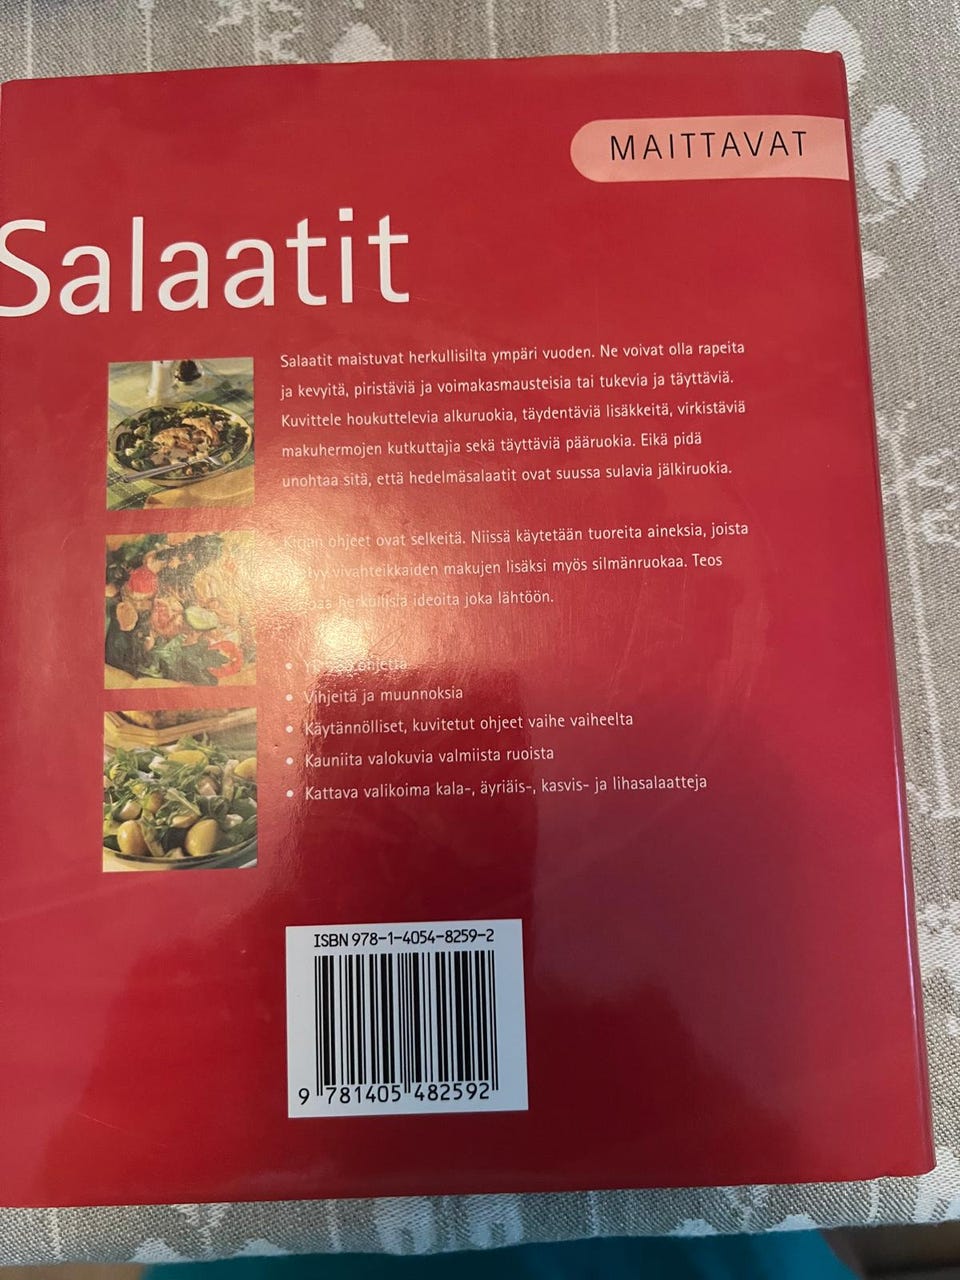 MAITTAVAT
Salaatit
Salaatit maistuvat herkullisilta ympäri vuoden. Ne voivat olla rapeita
ja kevyitä, piristäviä ja voimakasmausteisia tai tukevia ja täyttäviä.
Kuvittele houkuttelevia alkuruokia, täydentäviä lisäkkeitä, virkistäviä
makuhermojen kutkuttajia sekä täyttäviä pääruokia. Eikä pidä
unohtaa sitä, että hedelmäsalaatit ovat suussa sulavia jälkiruokia.
Kirjan ohjeet ovat selkeitä. Niissä käytetään tuoreita aineksia, joista
vivahteikkaiden makujen lisäksi myös silmänruokaa. Teos
herkullisia ideoita joka lähtöön.
• Yli ohjetta
• Vihjeitä ja muunnoksia
• Käytännölliset, kuvitetut ohjeet vaihe vaiheelta
• Kauniita valokuvia valmiista ruoista
• Kattava valikoima kala-, äyriäis-, kasvis- ja lihasalaatteja
ISBN 978-1-4054-8259-2
9 781405 482592